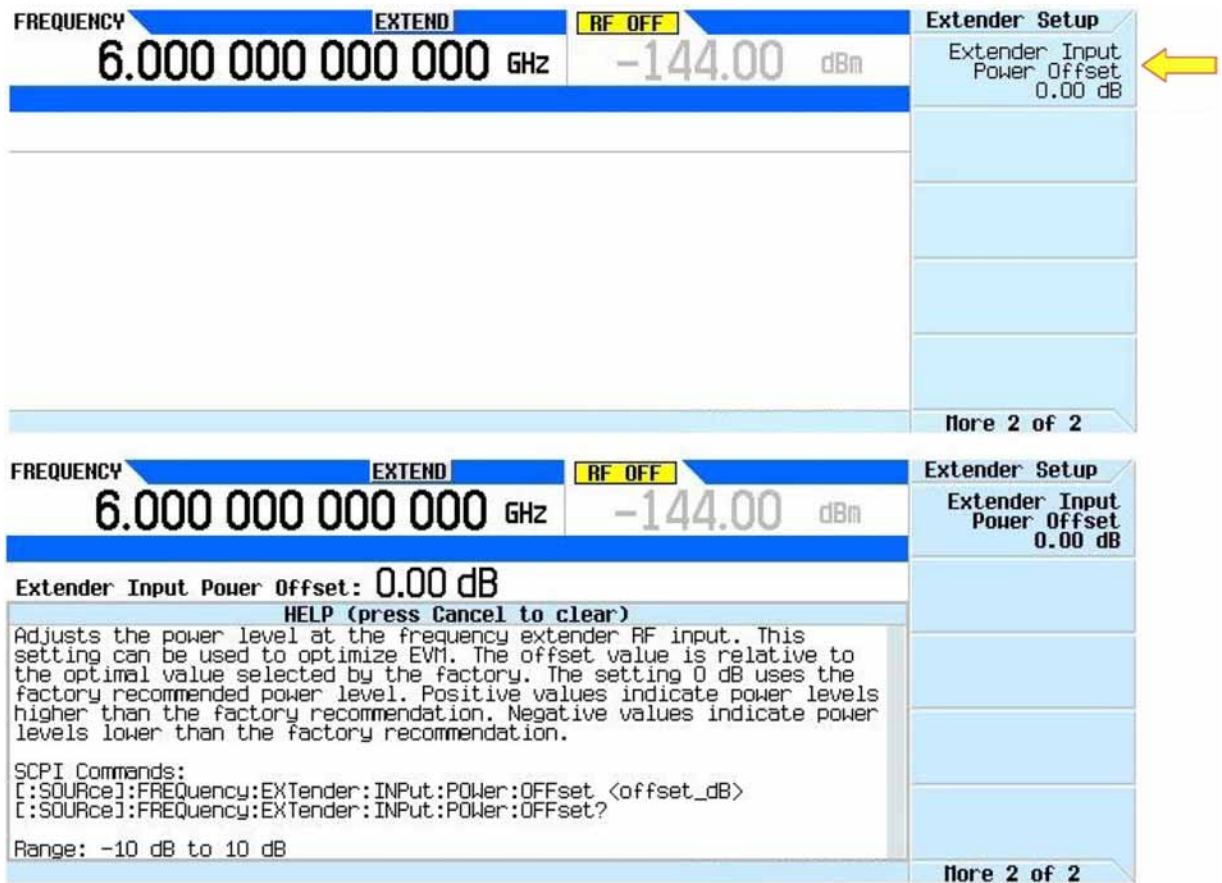 FREQUENCY EXTEND RF OFF Extender Setup
6.000 000 000 000 GHz -144.00 dBm
Extender Input
Power Offset
0.00 dB
More 2 of 2
FREQUENCY EXTEND RF OFF Extender Setup
6.000 000 000 000 GHz -144.00 dBm
Extender Input
Power Offset
0.00 dB
Extender Input Power Offset: 0.00 dB
HELP (press Cancel to clear)
Adjusts the power level at the frequency extender RF input. This
setting can be used to optimize EVM. The offset value is relative to
the optimal value selected by the factory. The setting 0 dB uses the
factory recommended power level. Positive values indicate power levels
higher than the factory recommendation. Negative values indicate power
levels lower than the factory recommendation.
SCPI Commands:
[:SOURce]:FREQuency:EXTender:INPut:POWer:OFFset <offset_dB>
[:SOURce]:FREQuency:EXTender:INPut:POWer:OFFset?
Range: -10 dB to 10 dB
More 2 of 2